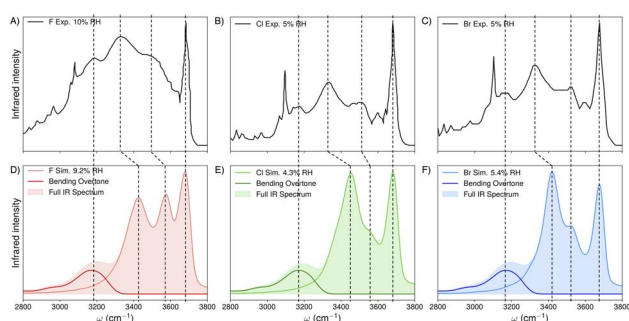 A)
F Exp. 10% RH
B)
Cl Exp. 5% RH
C)
Br Exp. 5% RH
Infrared intensity
D)
F Sim. 9.2% RH
Bending Overtone
Full IR Spectrum
E)
Cl Sim. 4.3% RH
Bending Overtone
Full IR Spectrum
F)
Br Sim. 5.4% RH
Bending Overtone
Full IR Spectrum
Infrared intensity
2800 3000 3200 3400 3600 3800
2800 3000 3200 3400 3600 3800
2800 3000 3200 3400 3600 3800
ω (cm⁻¹)
ω (cm⁻¹)
ω (cm⁻¹)